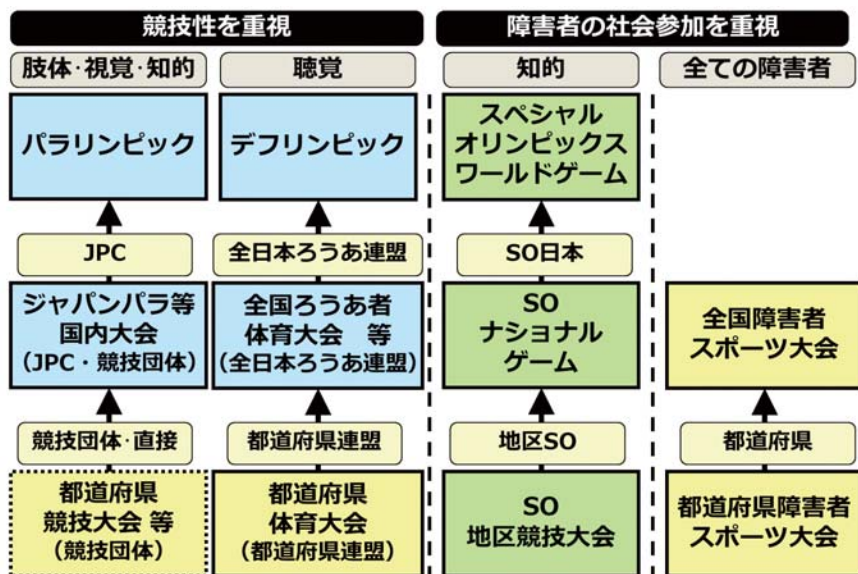 競技性を重視
障害者の社会参加を重視
肢体・視覚・知的
聴覚
知的
全ての障害者
パラリンピック
デフリンピック
スペシャル
オリンピックス
ワールドゲーム
JPC
全日本ろうあ連盟
SO日本
ジャパンパラ等
国内大会
（JPC・競技団体）
全国ろうあ者
体育大会　等
（全日本ろうあ連盟）
SO
ナショナル
ゲーム
全国障害者
スポーツ大会
競技団体・直接
都道府県連盟
地区SO
都道府県
都道府県
競技大会 等
（競技団体）
都道府県
体育大会
（都道府県連盟）
SO
地区競技大会
都道府県障害者
スポーツ大会